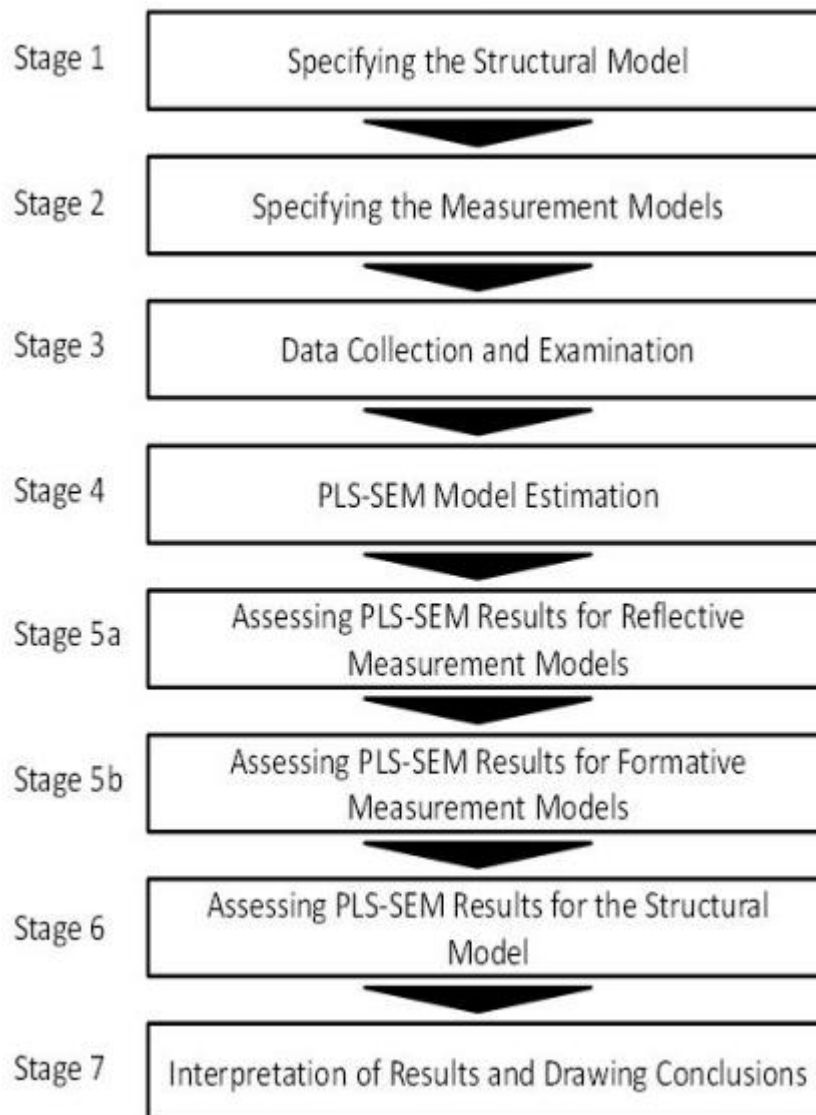 Stage 1
Specifying the Structural Model
Stage 2
Specifying the Measurement Models
Stage 3
Data Collection and Examination
Stage 4
PLS-SEM Model Estimation
Stage 5a
Assessing PLS-SEM Results for Reflective
Measurement Models
Stage 5b
Assessing PLS-SEM Results for Formative
Measurement Models
Stage 6
Assessing PLS-SEM Results for the Structural
Model
Stage 7
Interpretation of Results and Drawing Conclusions